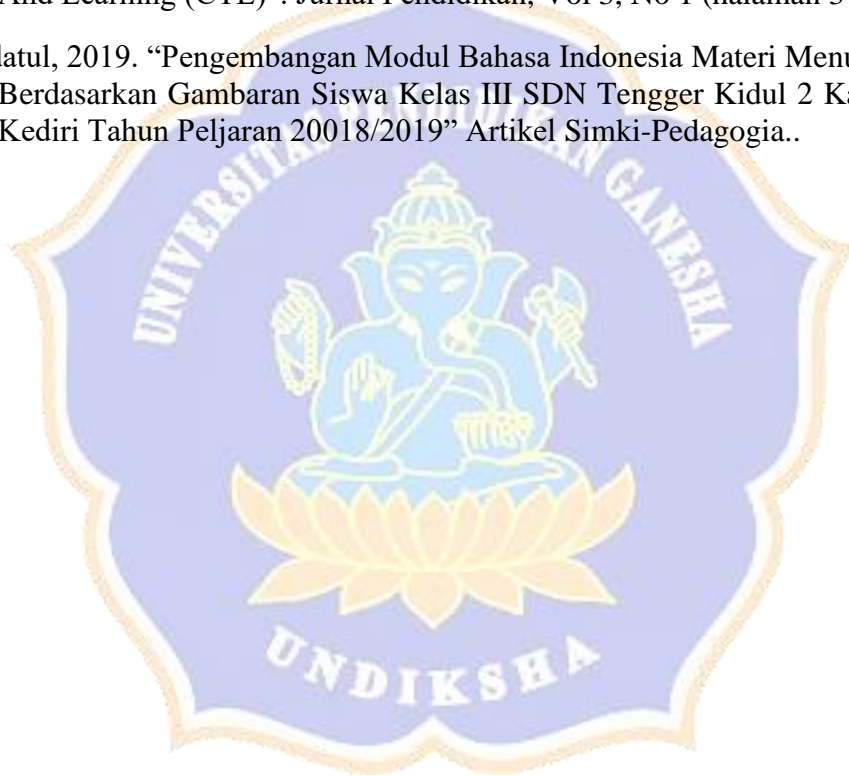 And Learning (CTL)”. Jurnal Pendidikan, Vol 3, No 1 (halaman 3
latul, 2019. “Pengembangan Modul Bahasa Indonesia Materi Menu
Berdasarkan Gambaran Siswa Kelas III SDN Tengger Kidul 2 Ka
Kediri Tahun Peljaran 20018/2019” Artikel Simki-Pedagogia..
UNIVERSITAS PENDIDIKAN GANESHA
UNDIKSHA